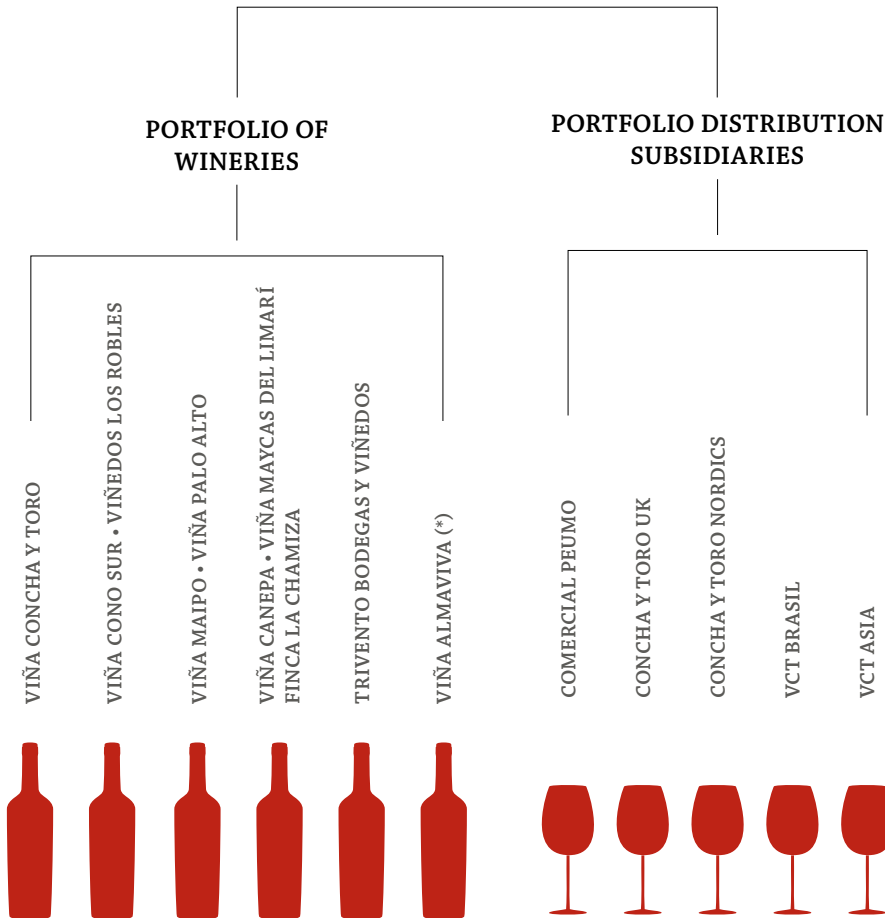 PORTFOLIO OF
WINERIES
PORTFOLIO DISTRIBUTION
SUBSIDIARIES
VIÑA CONCHA Y TORO
VIÑA CONO SUR • VIÑEDOS LOS ROBLES
VIÑA MAIPO • VIÑA PALO ALTO
VIÑA CANEPA • VIÑA MAYCAS DEL LIMARÍ
FINCA LA CHAMIZA
TRIVENTO BODEGAS Y VIÑEDOS
VIÑA ALMAVIVA (*)
COMERCIAL PEUMO
CONCHA Y TORO UK
CONCHA Y TORO NORDICS
VCT BRASIL
VCT ASIA